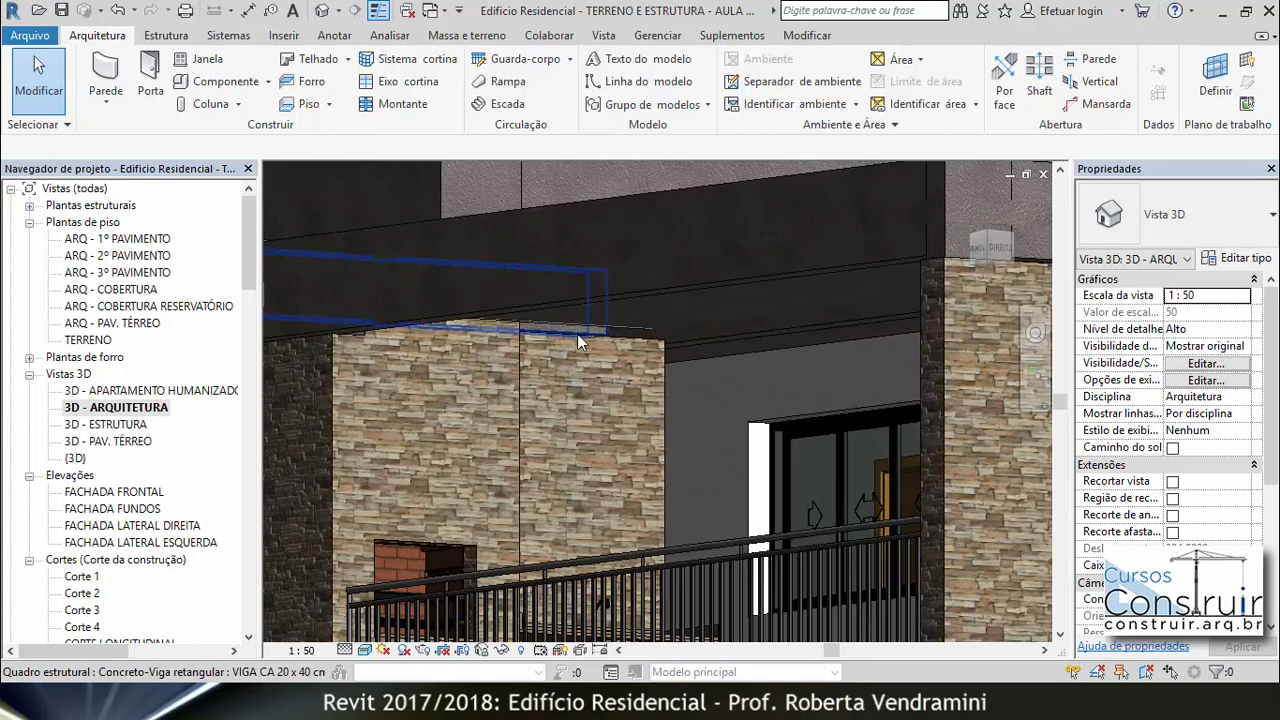 Edificio Residencial - TERRENO E ESTRUTURA - AULA ...
Digite palavra-chave ou frase
Efetuar login
Arquivo
Arquitetura
Estrutura
Sistemas
Inserir
Anotar
Analisar
Massa e terreno
Colaborar
Vista
Gerenciar
Suplementos
Modificar
Modificar
Parede
Porta
Janela
Componente
Coluna
Telhado
Forro
Piso
Sistema cortina
Eixo cortina
Montante
Guarda-corpo
Rampa
Escada
Texto do modelo
Linha do modelo
Grupo de modelos
Ambiente
Separador de ambiente
Identificar ambiente
Área
Limite de área
Identificar área
Por face
Shaft
Parede
Vertical
Mansarda
Definir
Selecionar
Construir
Circulação
Modelo
Ambiente e Área
Abertura
Dados
Plano de trabalho
Navegador de projeto - Edificio Residencial - T...
Vistas (todas)
Plantas estruturais
Plantas de piso
ARQ - 1º PAVIMENTO
ARQ - 2º PAVIMENTO
ARQ - 3º PAVIMENTO
ARQ - COBERTURA
ARQ - COBERTURA RESERVATÓRIO
ARQ - PAV. TÉRREO
TERRENO
Plantas de forro
Vistas 3D
3D - APARTAMENTO HUMANIZADO
3D - ARQUITETURA
3D - ESTRUTURA
3D - PAV. TÉRREO
{3D}
Elevações
FACHADA FRONTAL
FACHADA FUNDOS
FACHADA LATERAL DIREITA
FACHADA LATERAL ESQUERDA
Cortes (Corte da construção)
Corte 1
Corte 2
Corte 3
Corte 4
CORTE LONGITUDINAL
DIREITA
1 : 50
Propriedades
Vista 3D
Vista 3D: 3D - ARQU
Editar tipo
Gráficos
Escala da vista 1 : 50
Valor de escal... 50
Nível de detalhe Alto
Visibilidade d... Mostrar original
Visibilidade/S... Editar...
Opções de exi... Editar...
Disciplina Arquitetura
Mostrar linhas... Por disciplina
Estilo de exibi... Nenhum
Caminho do sol
Extensões
Recortar vista
Região de rec...
Recorte de an...
Recorte afasta...
Ajuda de propriedades
Aplicar
Cursos
Construir
construir.arq.br
Quadro estrutural : Concreto-Viga retangular : VIGA CA 20 x 40 cn
:0
Modelo principal
:0
Revit 2017/2018: Edifício Residencial - Prof. Roberta Vendramini